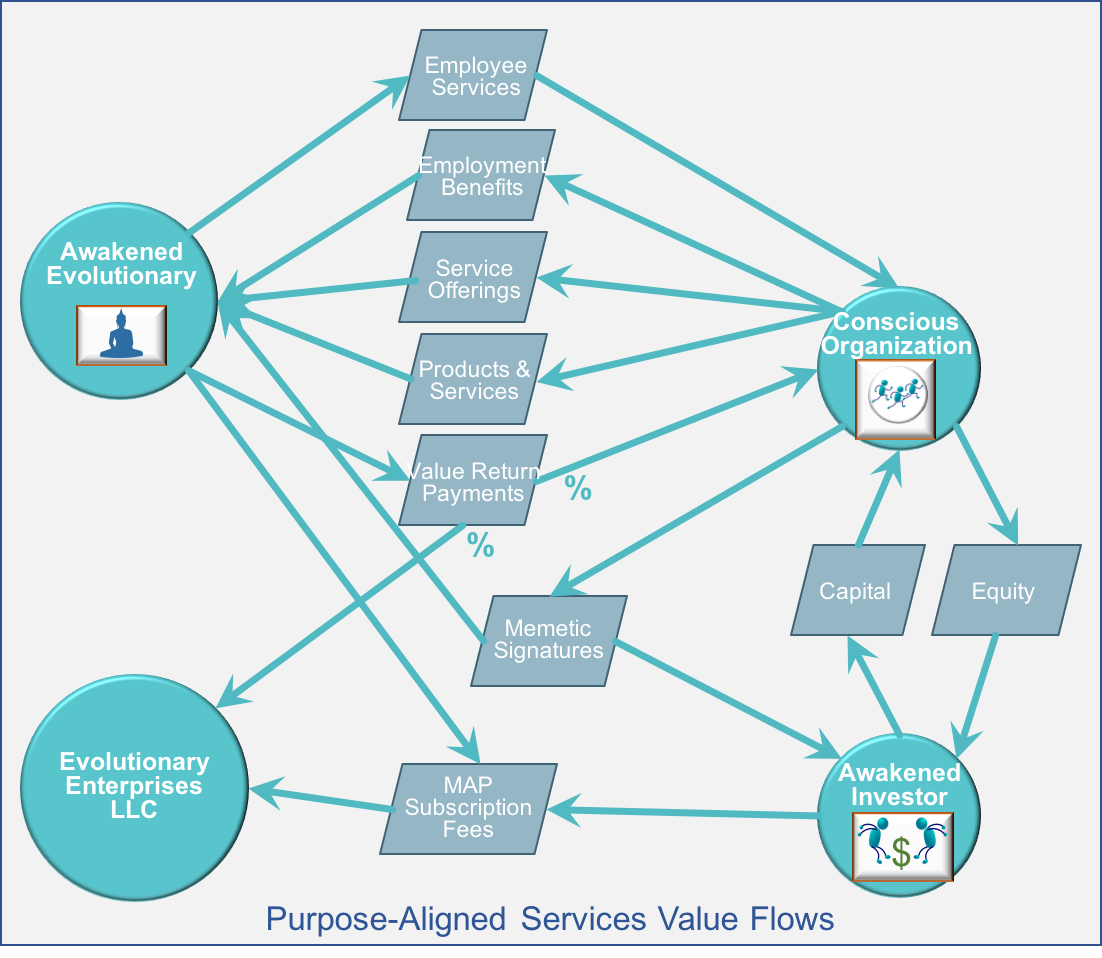 Employee
Services
Employment
Benefits
Awakened
Evolutionary
Service
Offerings
Conscious
Organization
Products &
Services
Value Return
Payments
%
%
Capital
Equity
Memetic
Signatures
Evolutionary
Enterprises
LLC
MAP
Subscription
Fees
Awakened
Investor
$
Purpose-Aligned Services Value Flows